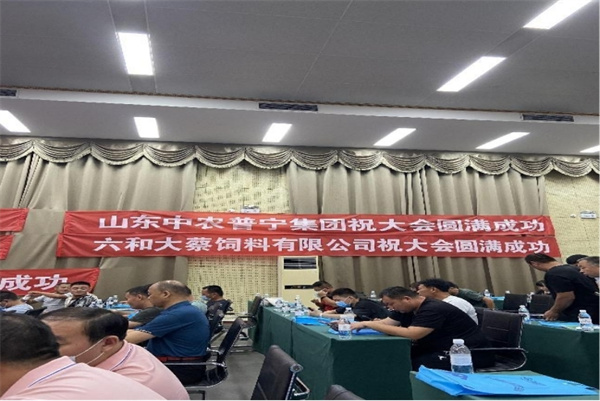 山东中农普宁集团祝大会圆满成功
六和大蔡饲料有限公司祝大会圆满成功
成功